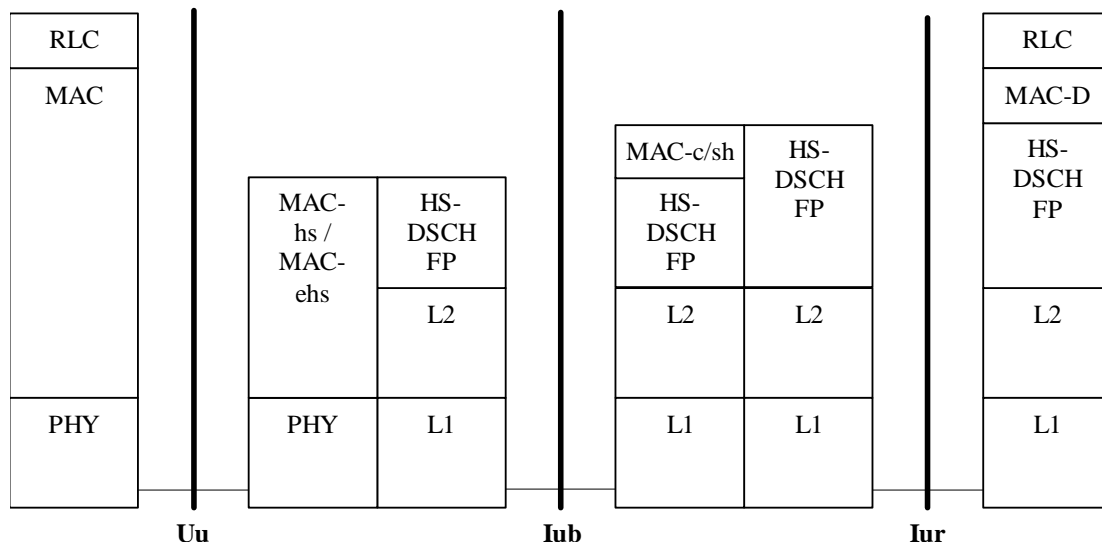 RLC
MAC
PHY
MAC-
hs /
MAC-
ehs
PHY
HS-
DSCH
FP
L2
L1
MAC-c/sh
HS-
DSCH
FP
L2
L1
HS-
DSCH
FP
L2
L1
RLC
MAC-D
HS-
DSCH
FP
L2
L1
Uu
Iub
Iur